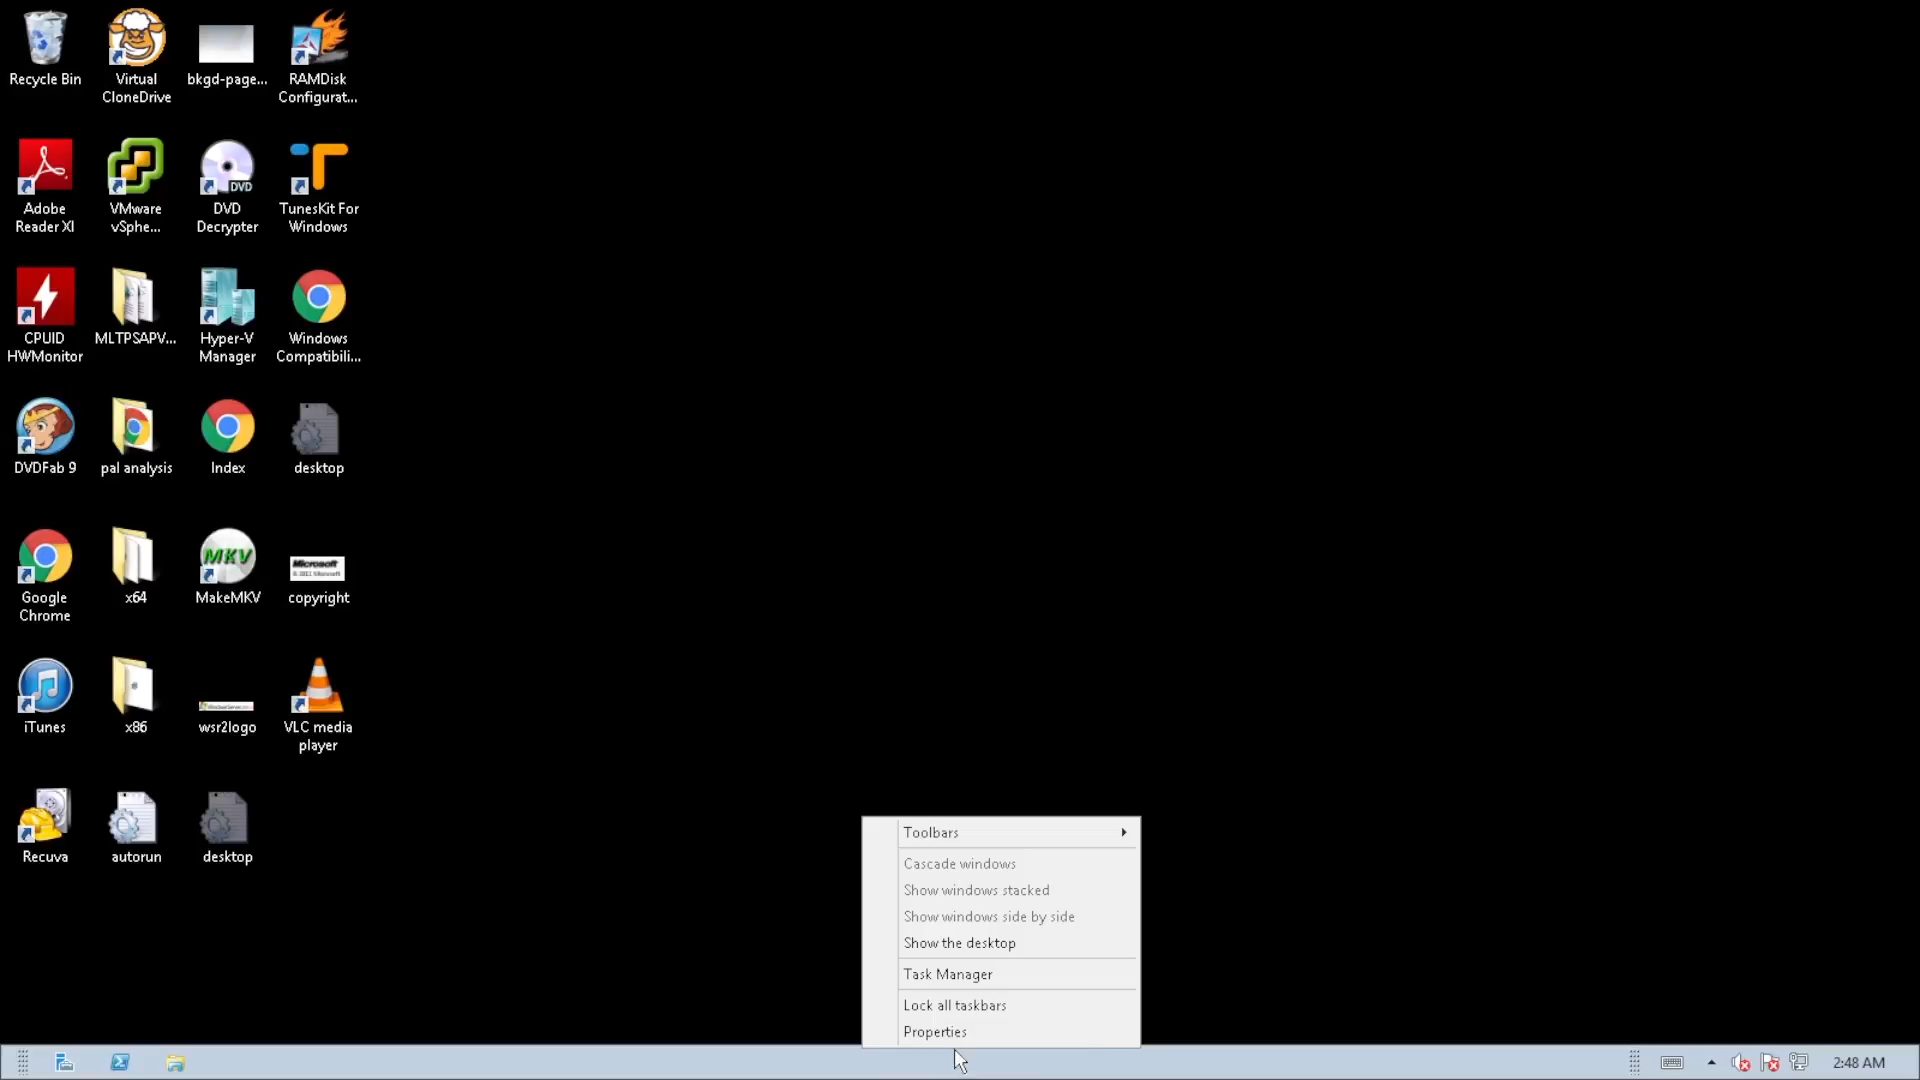 Recycle Bin
Virtual
CloneDrive
bkgd-page...
RAMDisk
Configurat...
Adobe
Reader XI
VMware
vSphe...
DVD
DVD
Decrypter
TunesKit For
Windows
CPUID
HWMonitor
MLTPSAPV...
Hyper-V
Manager
Windows
Compatibili...
DVDFab 9
pal analysis
Index
desktop
Google
Chrome
x64
MKV
MakeMKV
Microsoft
copyright
iTunes
x86
wsr2logo
VLC media
player
Recuva
autorun
desktop
Toolbars
Cascade windows
Show windows stacked
Show windows side by side
Show the desktop
Task Manager
Lock all taskbars
Properties
2:48 AM